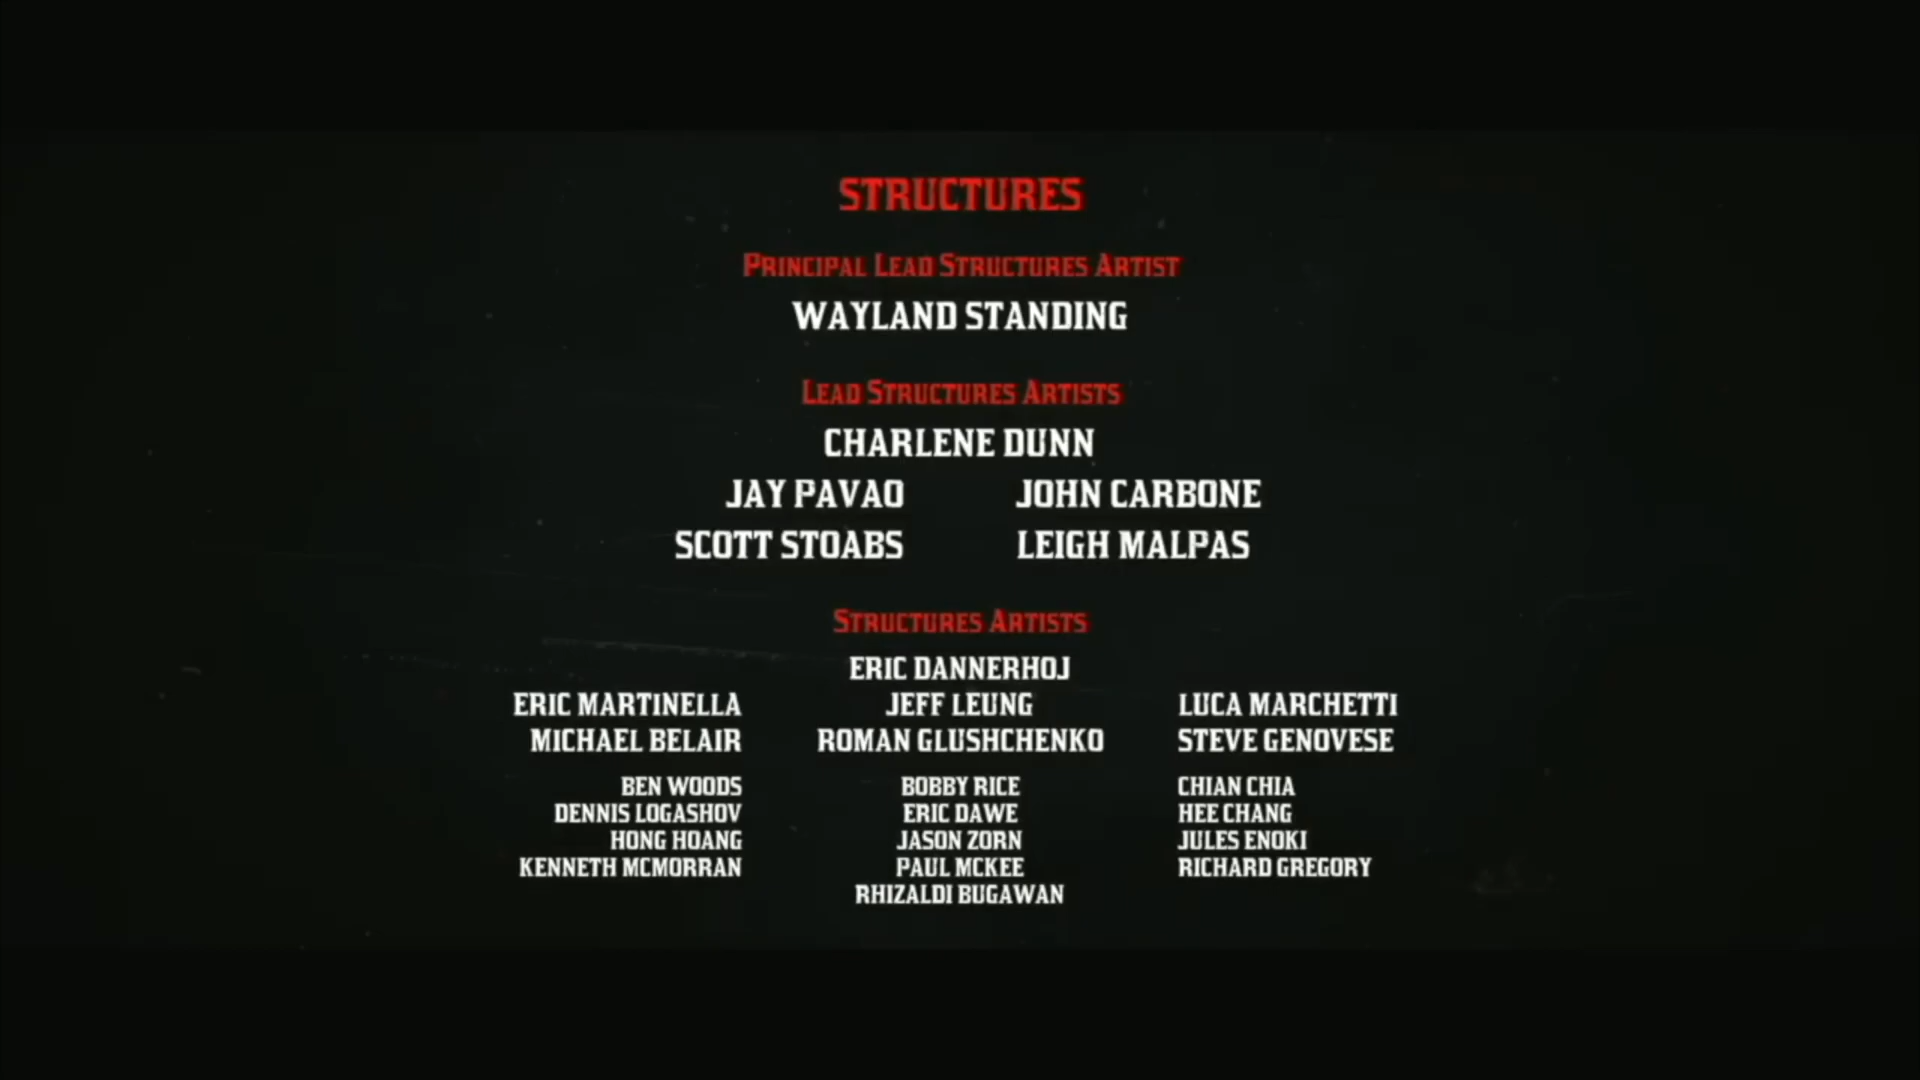 STRUCTURES
PRINCIPAL LEAD STRUCTURES ARTIST
WAYLAND STANDING
LEAD STRUCTURES ARTISTS
CHARLENE DUNN
JAY PAVAO JOHN CARBONE
SCOTT STOABS LEIGH MALPAS
STRUCTURES ARTISTS
ERIC DANNERHOJ
ERIC MARTINELLA JEFF LEUNG LUCA MARCHETTI
MICHAEL BELAIR ROMAN GLUSHCHENKO STEVE GENOVESE
BEN WOODS BOBBY RICE CHIAN CHIA
DENNIS LOGASHOV ERIC DAWE HEE CHANG
HONG HOANG JASON ZORN JULES ENOKI
KENNETH MCMORRAN PAUL MCKEE RICHARD GREGORY
RHIZALDI BUGAWAN